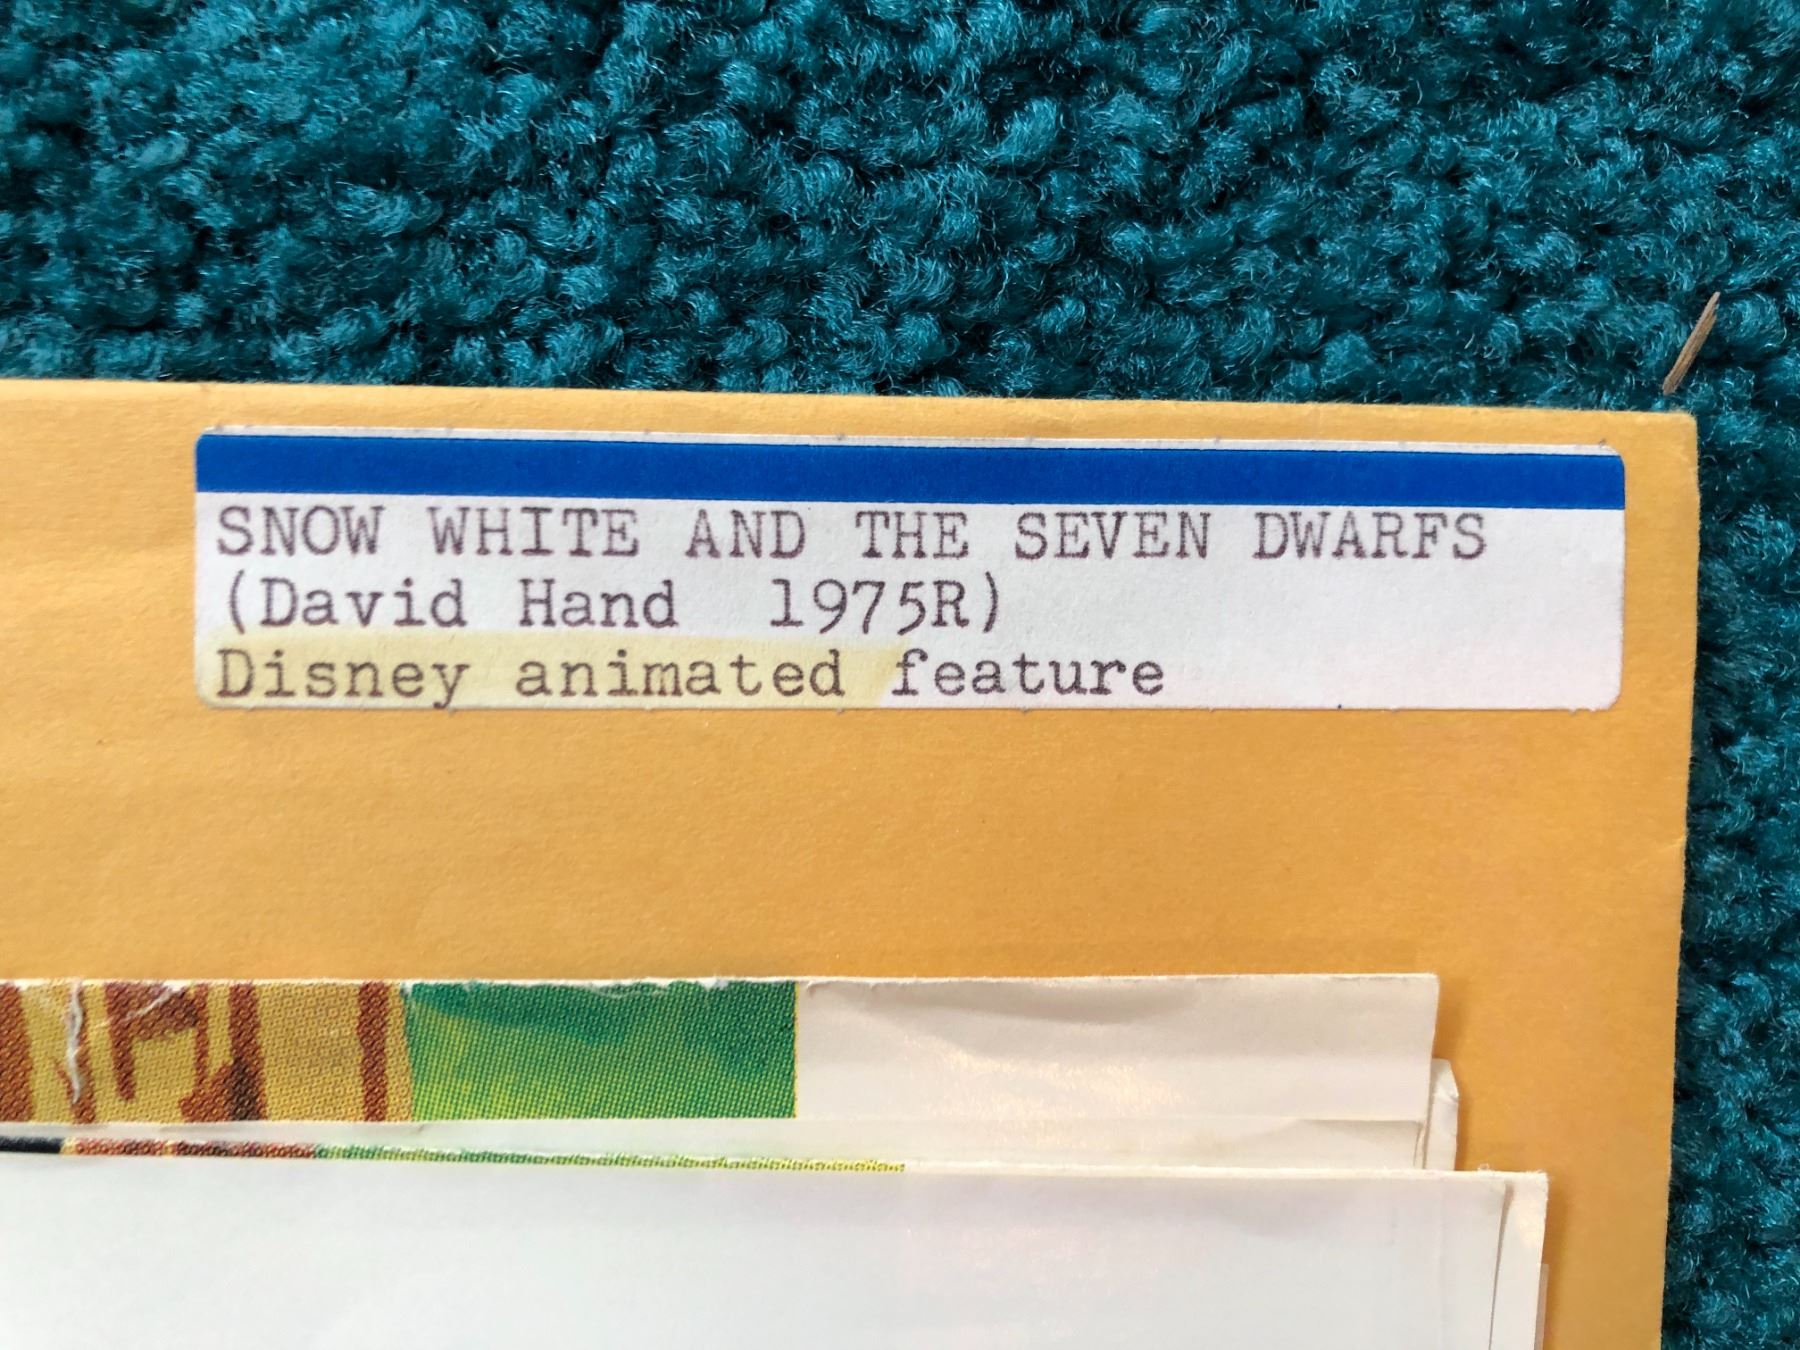 SNOW WHITE AND THE SEVEN DWARFS
(David Hand  1975R)
Disney animated feature